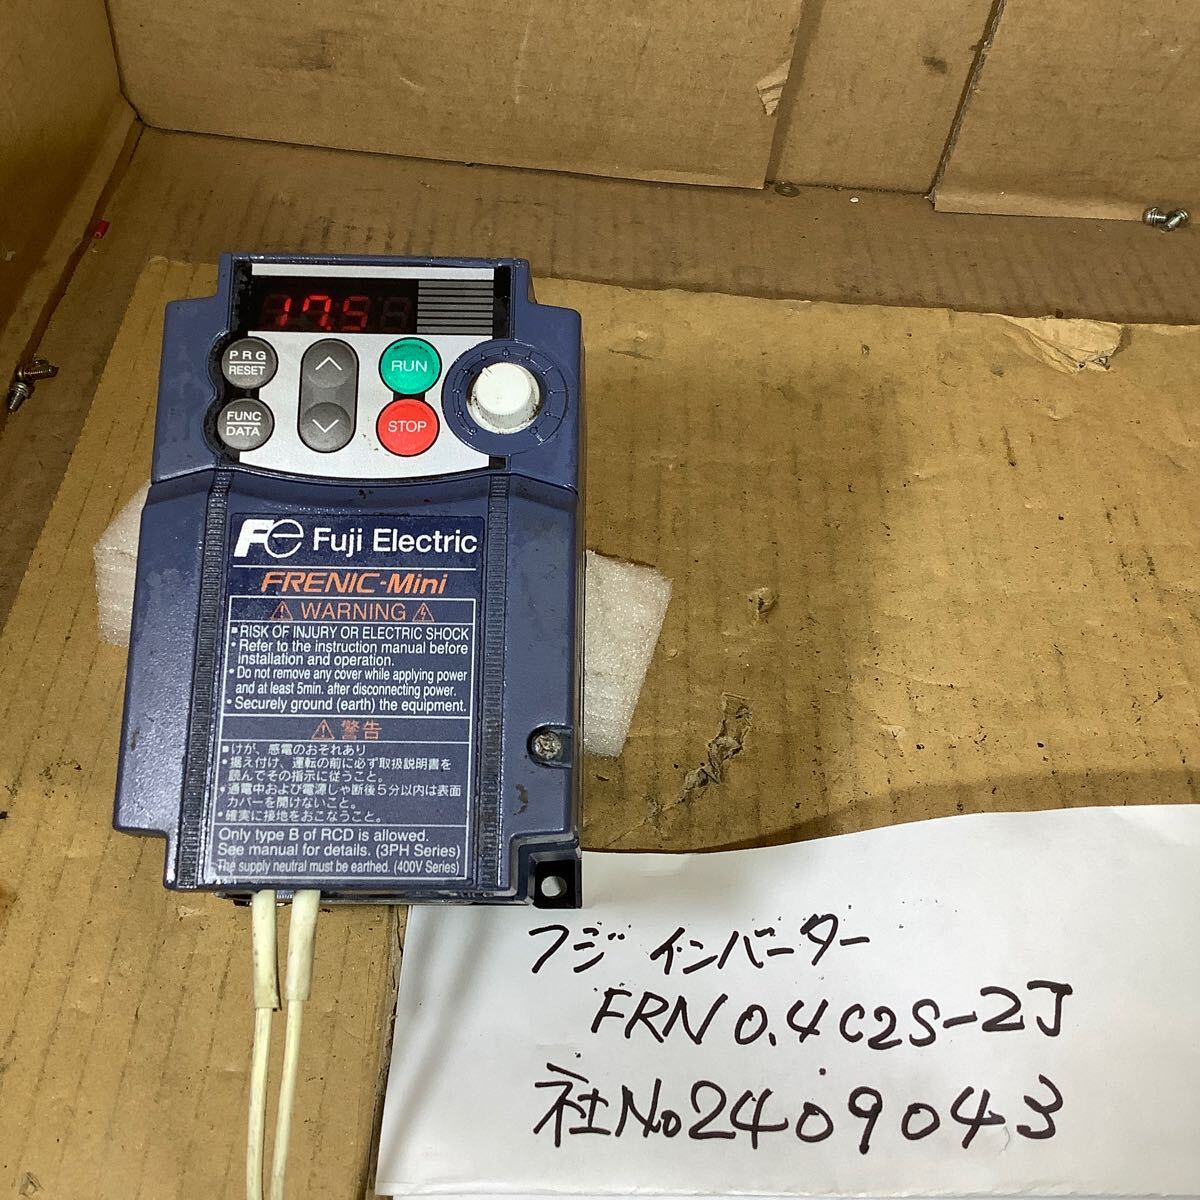 17.5
PRG
RESET
RUN
FUNC
DATA
STOP
Fe Fuji Electric
FRENIC-Mini
WARNING
■ RISK OF INJURY OR ELECTRIC SHOCK
• Refer to the instruction manual before
installation and operation.
• Do not remove any cover while applying power
and at least 5min. after disconnecting power.
• Securely ground (earth) the equipment.
警告
■ けが、感電のおそれあり
• 据え付け、運転の前に必ず取扱説明書を
読んでその指示に従うこと。
• 通電中および電源しゃ断後5分以内は表面
カバーを開けないこと。
• 確実に接地をおこなうこと。
Only type B of RCD is allowed.
See manual for details. (3PH Series)
The supply neutral must be earthed. (400V Series)
フジ インバーター
FRN0.4C2S-2J
社No2409043